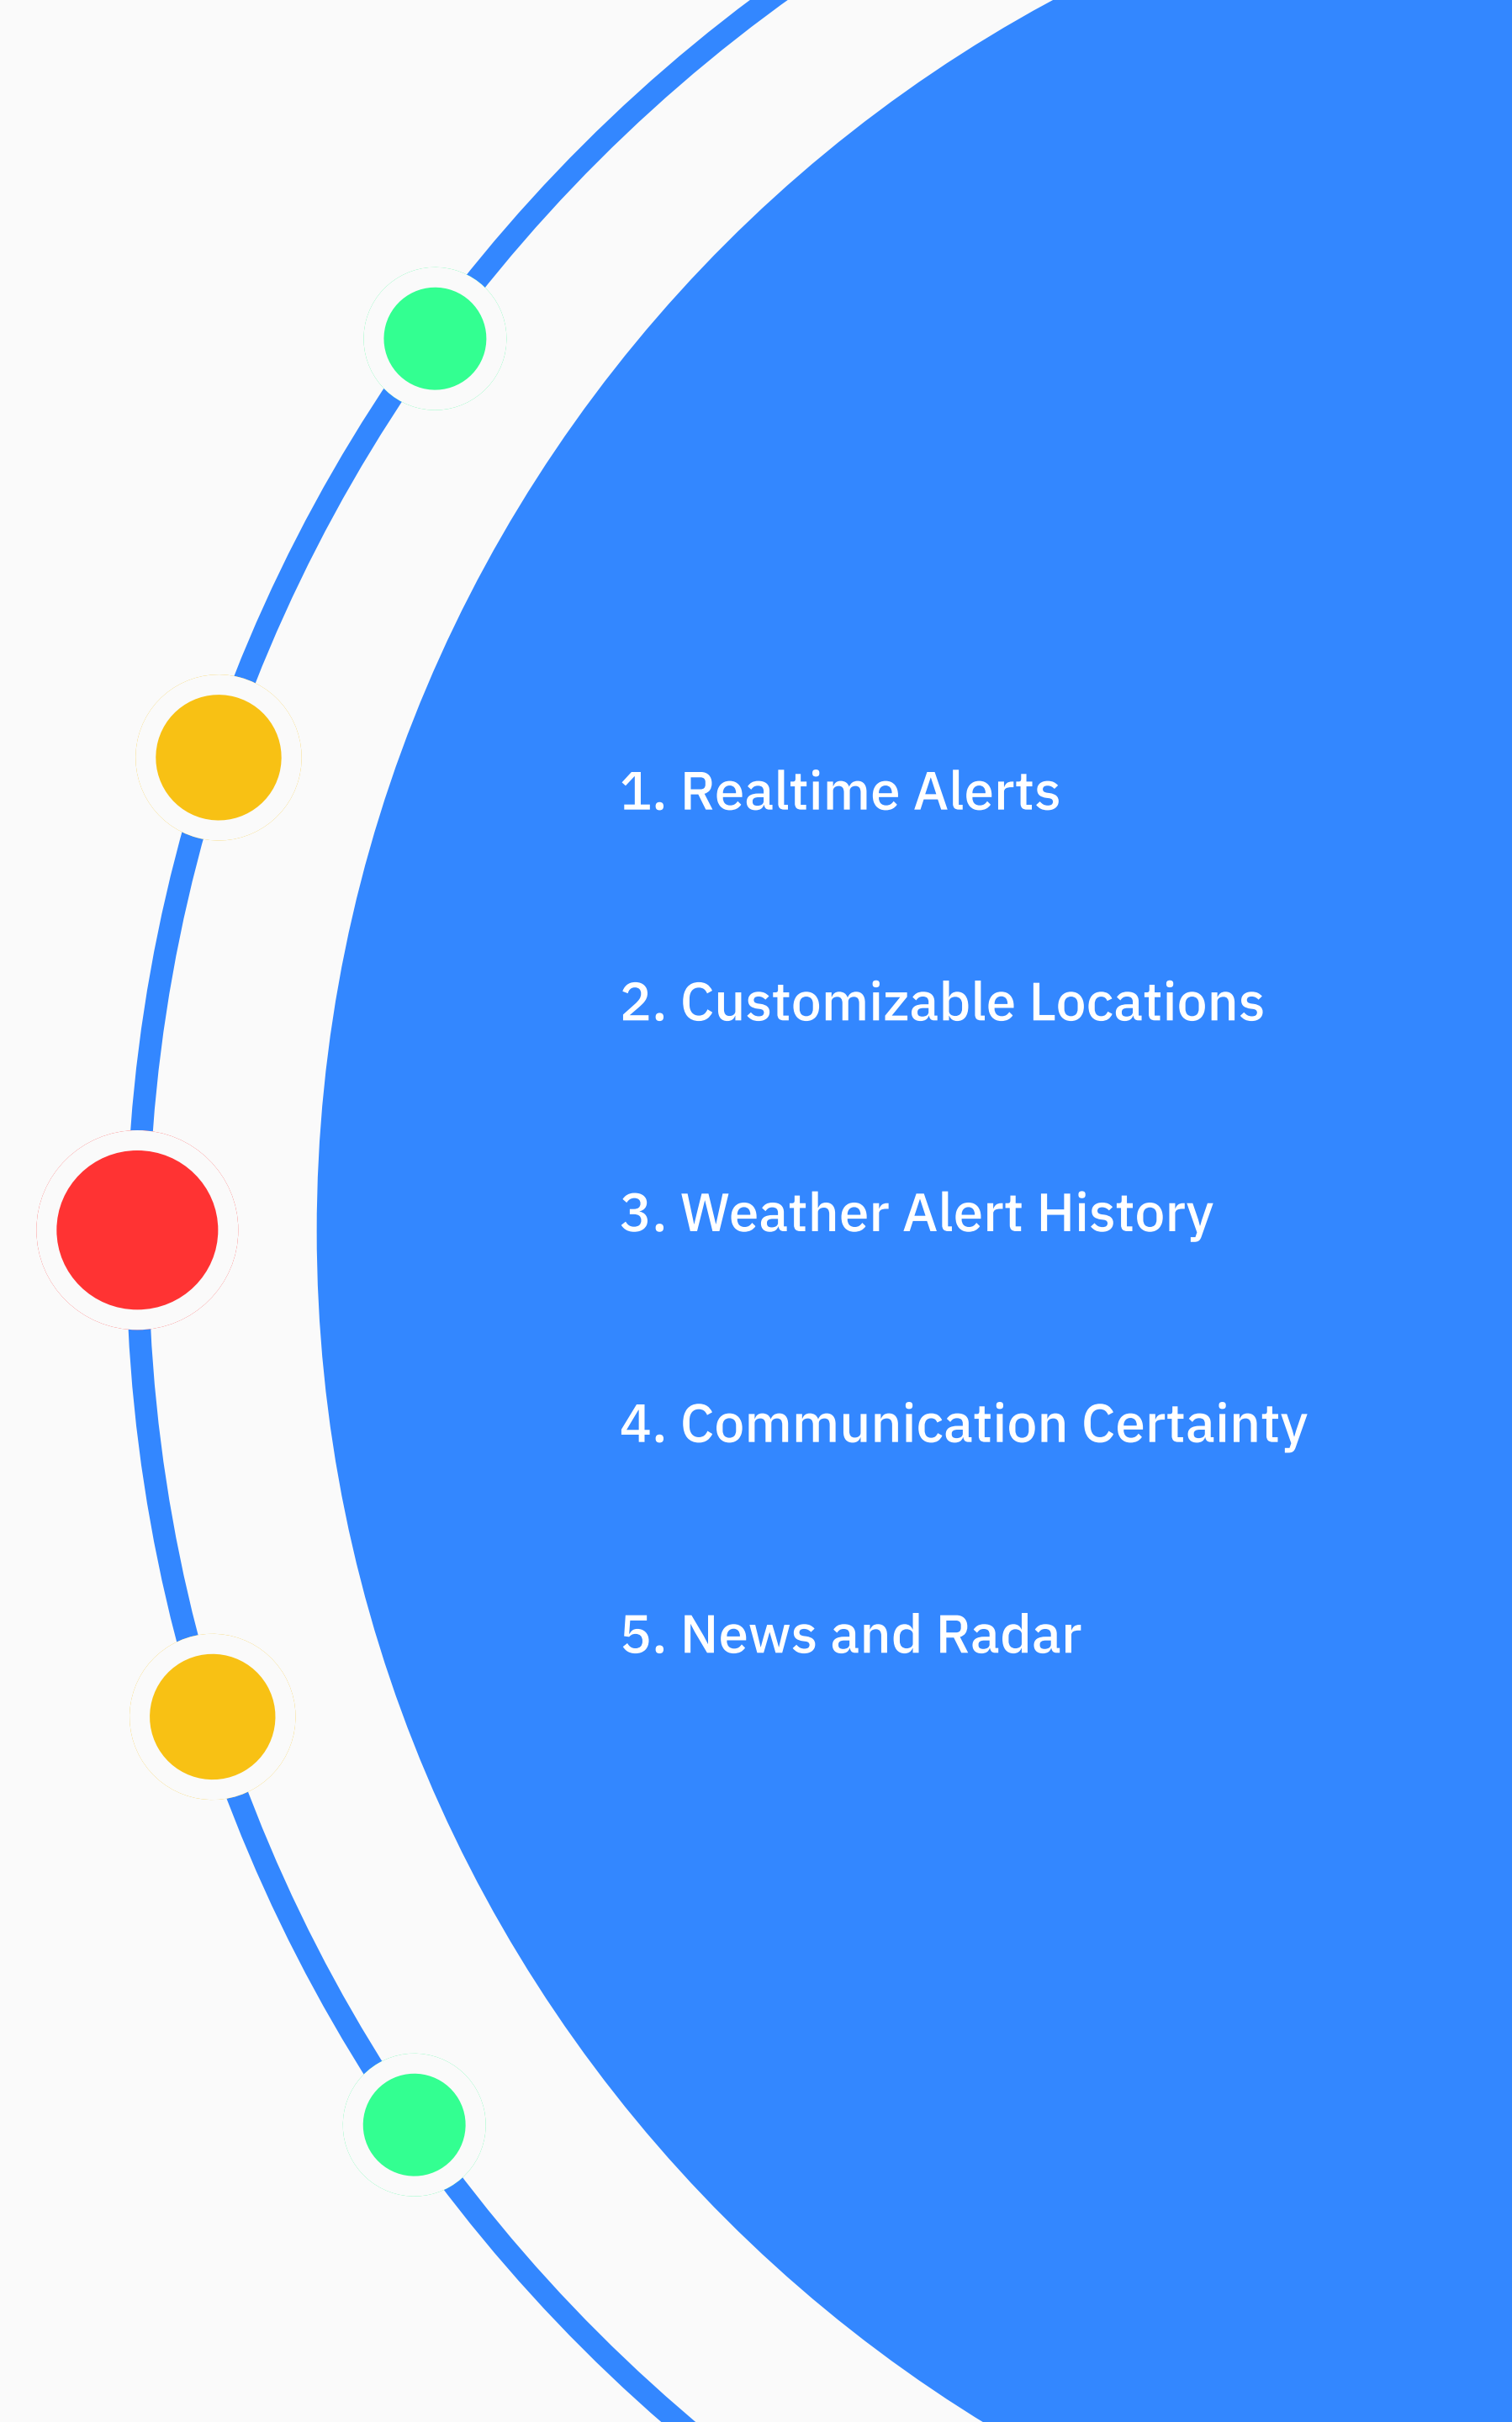 1. Realtime Alerts
2. Customizable Locations
3. Weather Alert History
4. Communication Certainty
5. News and Radar